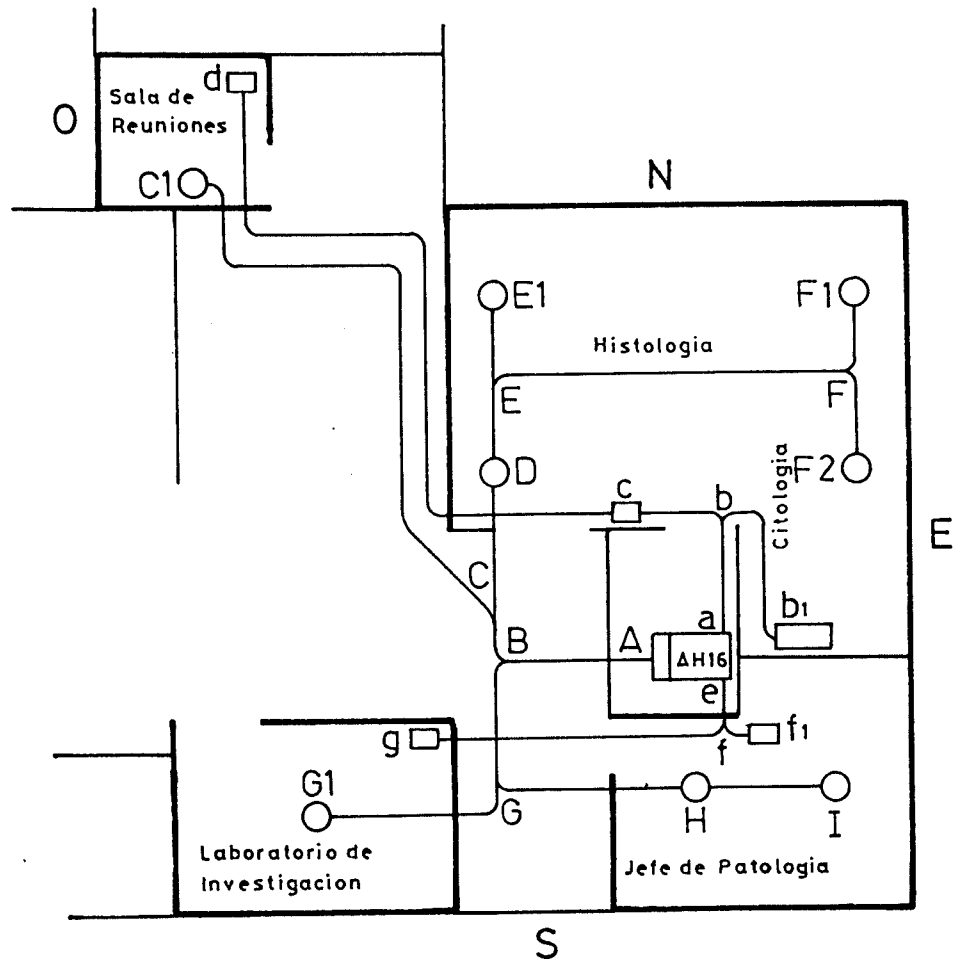 d
Sala de
Reuniones
O
C1
N
E1
F1
Histologia
E
F
D
F2
Citologia
c
b
E
C
b1
B
A
a
ΔH16
e
g
f
f1
G1
G
H
I
Laboratorio de
Investigacion
Jefe de Patologia
S